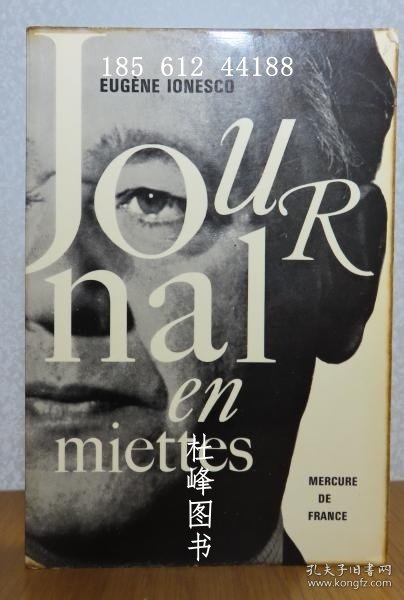 185 612 44188
EUGÈNE IONESCO
JouR
nal
en
miettes
杜峰图书
MERCURE
DE
FRANCE
孔夫子旧书网
www.kongfz.com